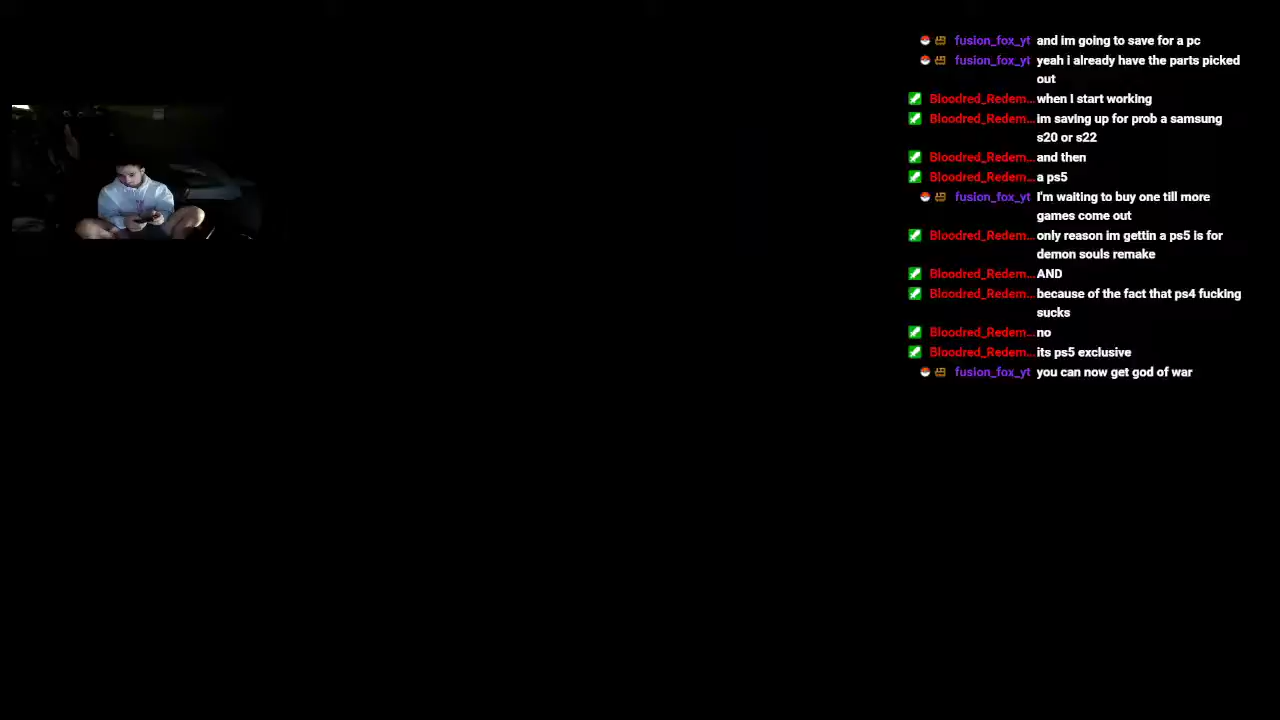 fusion_fox_yt and im going to save for a pc
fusion_fox_yt yeah i already have the parts picked
out
Bloodred_Redem... when I start working
Bloodred_Redem... im saving up for prob a samsung
s20 or s22
Bloodred_Redem... and then
Bloodred_Redem... a ps5
fusion_fox_yt I'm waiting to buy one till more
games come out
Bloodred_Redem... only reason im gettin a ps5 is for
demon souls remake
Bloodred_Redem... AND
Bloodred_Redem... because of the fact that ps4 fucking
sucks
Bloodred_Redem... no
Bloodred_Redem... its ps5 exclusive
fusion_fox_yt you can now get god of war